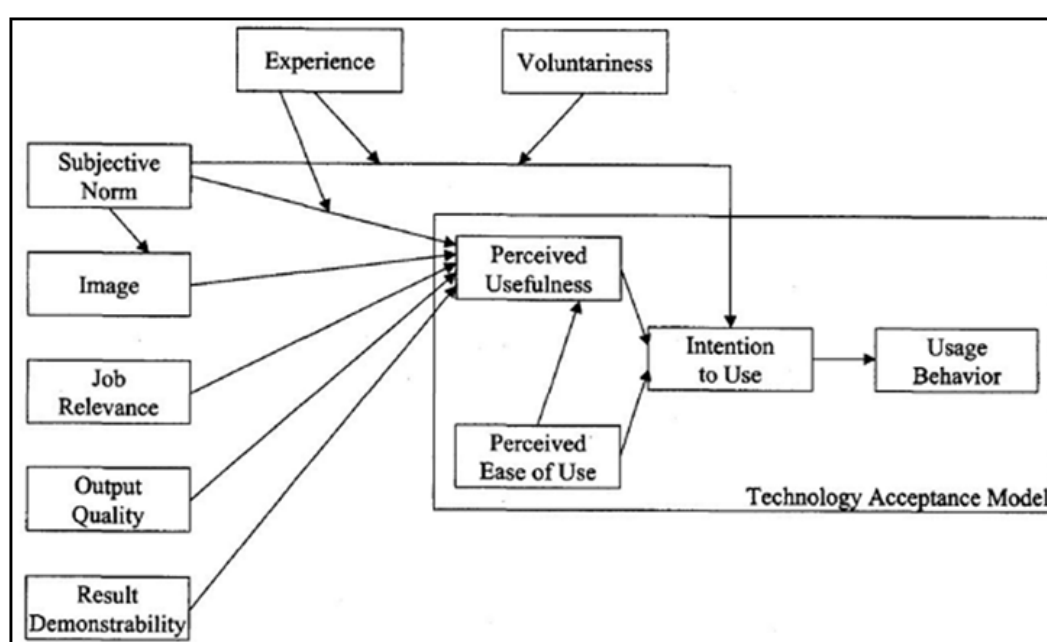 Experience
Voluntariness
Subjective
Norm
Image
Perceived
Usefulness
Job
Relevance
Intention
to Use
Usage
Behavior
Perceived
Ease of Use
Output
Quality
Technology Acceptance Model
Result
Demonstrability